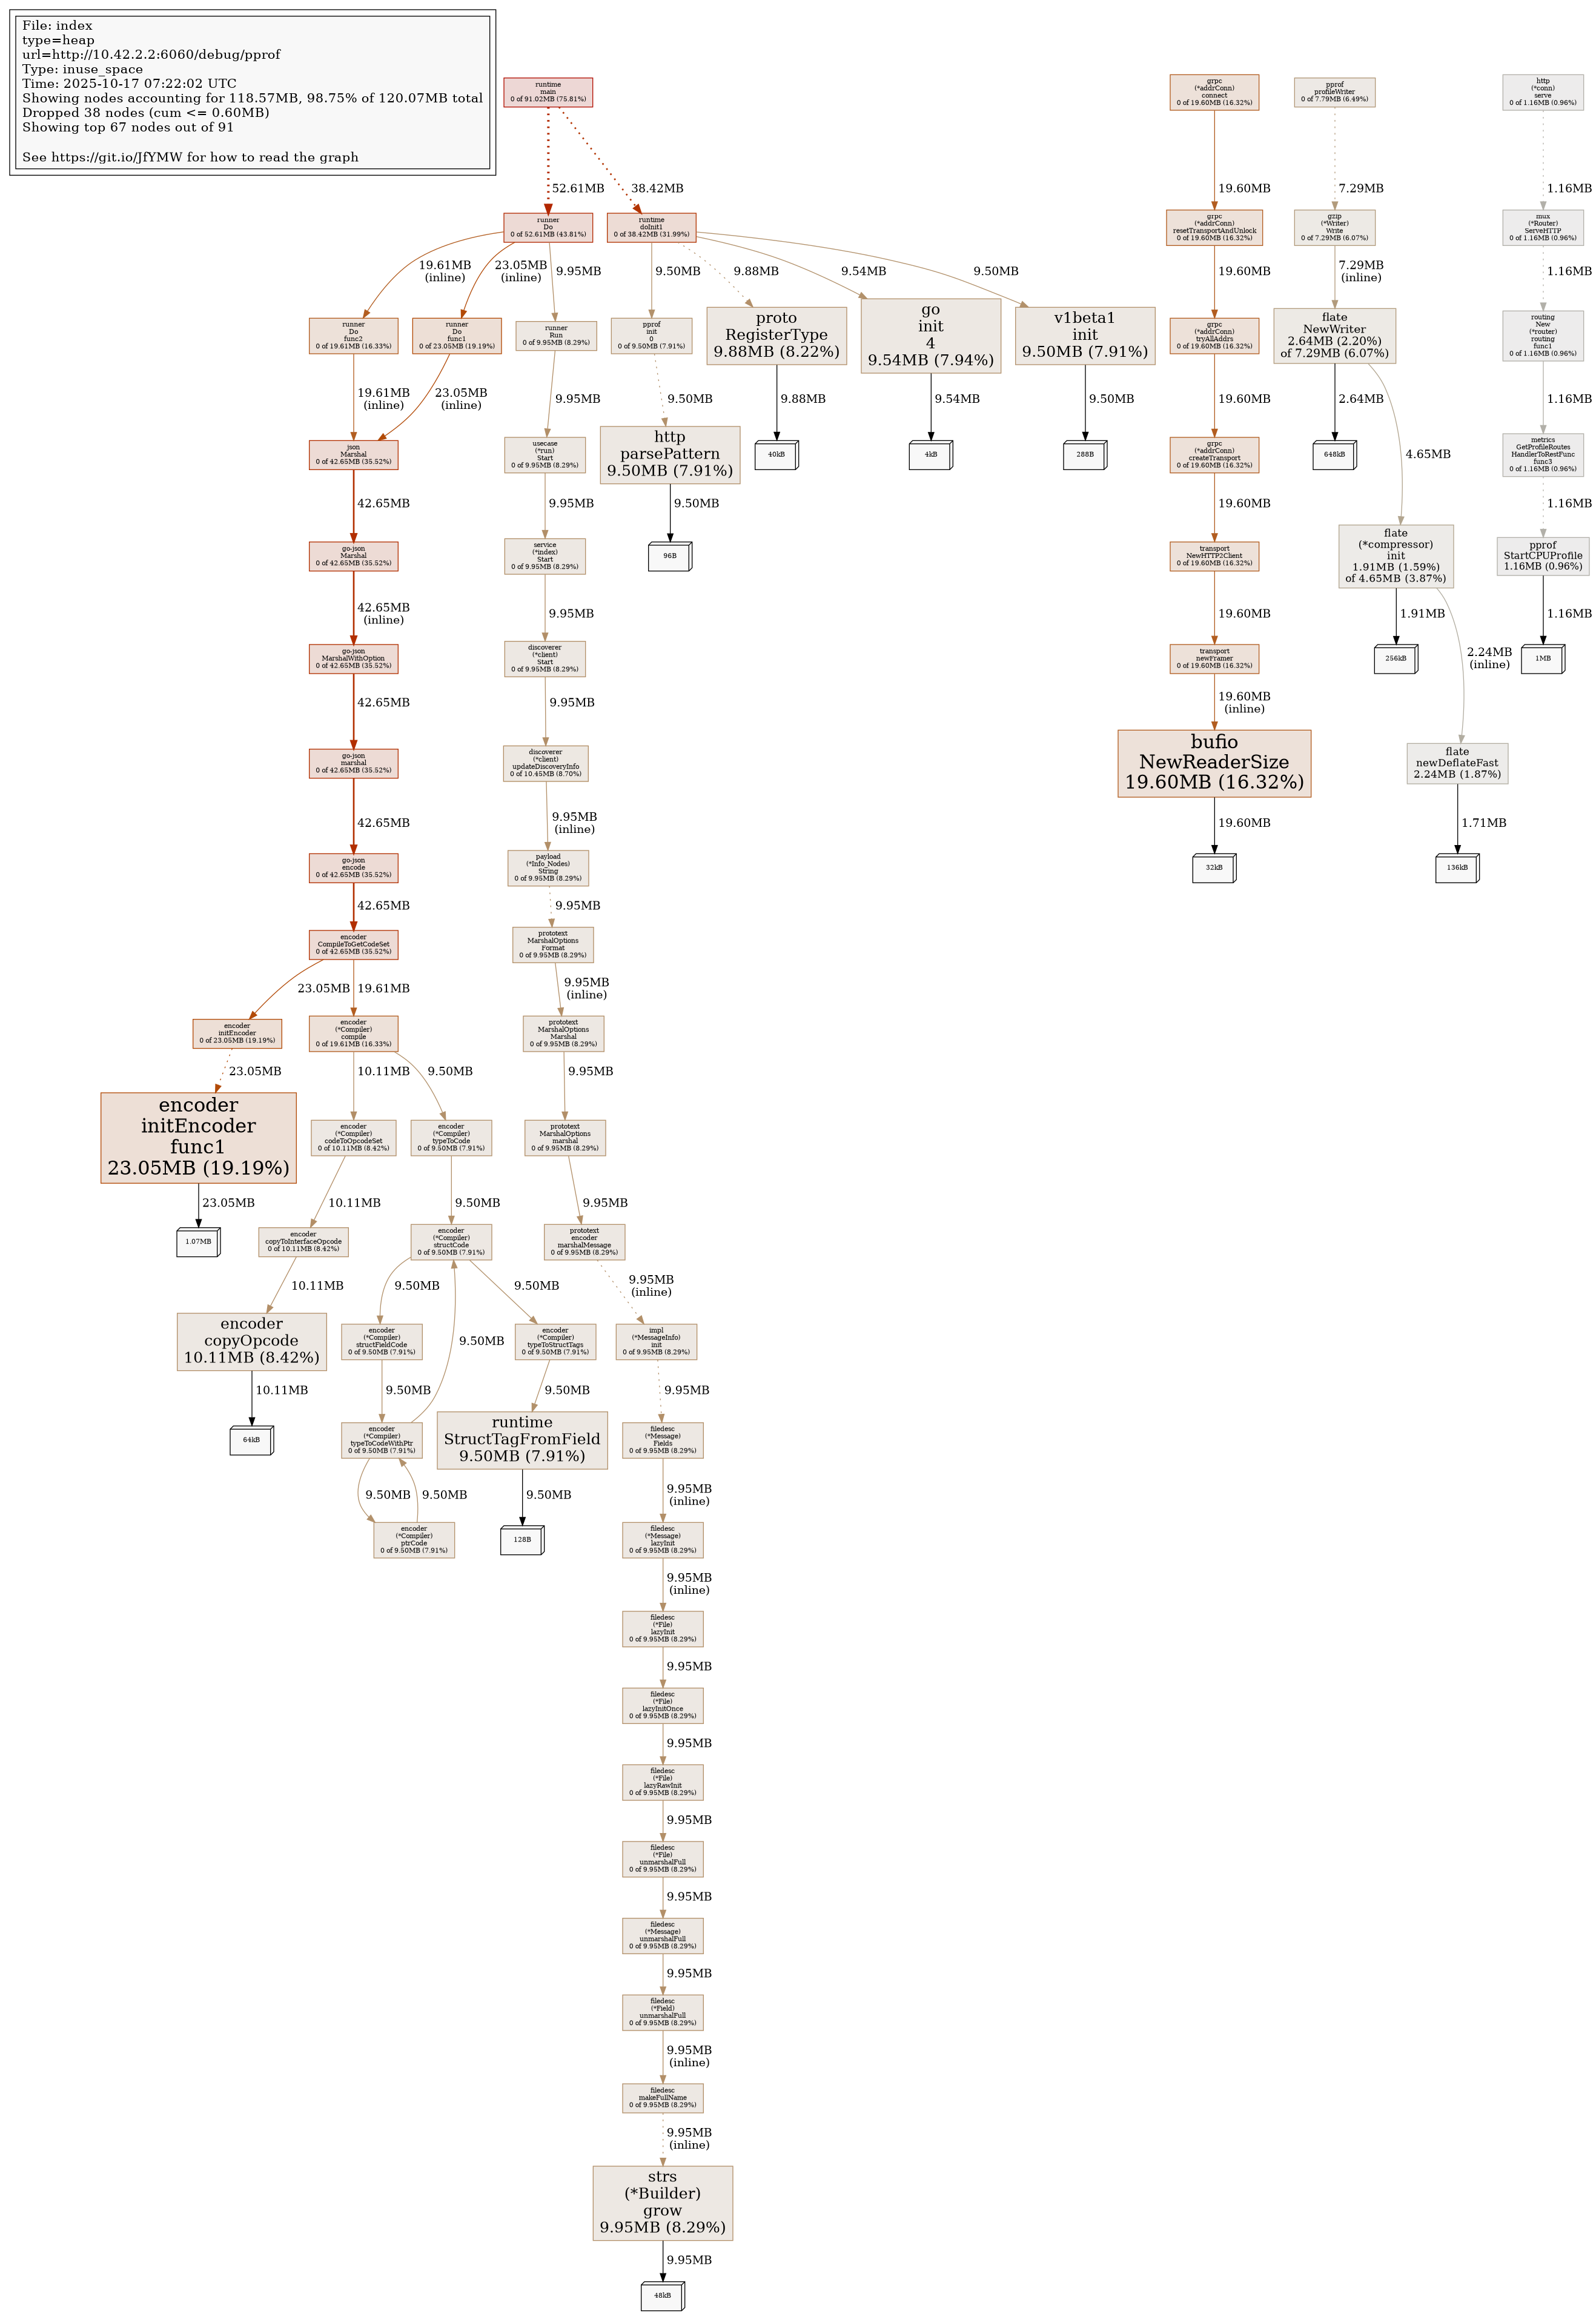 File: index
type=heap
url=http://10.42.2.2:6060/debug/pprof
Type: inuse_space
Time: 2025-10-17 07:22:02 UTC
Showing nodes accounting for 118.57MB, 98.75% of 120.07MB total
Dropped 38 nodes (cum <= 0.60MB)
Showing top 67 nodes out of 91
See https://git.io/JfYMW for how to read the graph
runtime
main
0 of 91.02MB (75.81%)
grpc
(*addrConn)
connect
0 of 19.60MB (16.32%)
pprof
profileWriter
0 of 7.79MB (6.49%)
http
(*conn)
serve
0 of 1.16MB (0.96%)
52.61MB
38.42MB
19.60MB
7.29MB
1.16MB
runner
Do
0 of 52.61MB (43.81%)
runtime
doInit1
0 of 38.42MB (31.99%)
grpc
(*addrConn)
resetTransportAndUnlock
0 of 19.60MB (16.32%)
gzip
(*Writer)
Write
0 of 7.29MB (6.07%)
mux
(*Router)
ServeHTTP
0 of 1.16MB (0.96%)
19.61MB
(inline)
23.05MB
(inline)
9.95MB
9.50MB
9.88MB
9.54MB
9.50MB
19.60MB
7.29MB
(inline)
1.16MB
runner
Do
func2
0 of 19.61MB (16.33%)
runner
Do
func1
0 of 23.05MB (19.19%)
runner
Run
0 of 9.95MB (8.29%)
pprof
init
0
0 of 9.50MB (7.91%)
proto
RegisterType
9.88MB (8.22%)
go
init
4
9.54MB (7.94%)
v1beta1
init
9.50MB (7.91%)
grpc
(*addrConn)
tryAllAddrs
0 of 19.60MB (16.32%)
flate
NewWriter
2.64MB (2.20%)
of 7.29MB (6.07%)
routing
New
(*router)
routing
func1
0 of 1.16MB (0.96%)
19.61MB
(inline)
23.05MB
(inline)
9.95MB
9.50MB
9.88MB
9.54MB
9.50MB
19.60MB
2.64MB
4.65MB
1.16MB
json
Marshal
0 of 42.65MB (35.52%)
usecase
(*run)
Start
0 of 9.95MB (8.29%)
http
parsePattern
9.50MB (7.91%)
40kB
4kB
288B
grpc
(*addrConn)
createTransport
0 of 19.60MB (16.32%)
648kB
metrics
GetProfileRoutes
HandlerToRestFunc
func3
0 of 1.16MB (0.96%)
42.65MB
9.95MB
9.50MB
19.60MB
1.16MB
go-json
Marshal
0 of 42.65MB (35.52%)
service
(*index)
Start
0 of 9.95MB (8.29%)
96B
transport
NewHTTP2Client
0 of 19.60MB (16.32%)
flate
(*compressor)
init
1.91MB (1.59%)
of 4.65MB (3.87%)
pprof
StartCPUProfile
1.16MB (0.96%)
42.65MB
(inline)
9.95MB
19.60MB
1.91MB
2.24MB
(inline)
1.16MB
go-json
MarshalWithOption
0 of 42.65MB (35.52%)
discoverer
(*client)
Start
0 of 9.95MB (8.29%)
transport
newFramer
0 of 19.60MB (16.32%)
256kB
1MB
42.65MB
9.95MB
19.60MB
(inline)
go-json
marshal
0 of 42.65MB (35.52%)
discoverer
(*client)
updateDiscoveryInfo
0 of 10.45MB (8.70%)
bufio
NewReaderSize
19.60MB (16.32%)
flate
newDeflateFast
2.24MB (1.87%)
42.65MB
9.95MB
(inline)
19.60MB
1.71MB
go-json
encode
0 of 42.65MB (35.52%)
payload
(*Info_Nodes)
String
0 of 9.95MB (8.29%)
32kB
136kB
42.65MB
9.95MB
encoder
CompileToGetCodeSet
0 of 42.65MB (35.52%)
prototext
MarshalOptions
Format
0 of 9.95MB (8.29%)
23.05MB
19.61MB
9.95MB
(inline)
encoder
initEncoder
0 of 23.05MB (19.19%)
encoder
(*Compiler)
compile
0 of 19.61MB (16.33%)
prototext
MarshalOptions
Marshal
0 of 9.95MB (8.29%)
23.05MB
10.11MB
9.50MB
9.95MB
encoder
initEncoder
func1
23.05MB (19.19%)
encoder
(*Compiler)
codeToOpcodeSet
0 of 10.11MB (8.42%)
encoder
(*Compiler)
typeToCode
0 of 9.50MB (7.91%)
prototext
MarshalOptions
marshal
0 of 9.95MB (8.29%)
23.05MB
10.11MB
9.50MB
9.95MB
1.07MB
encoder
copyToInterfaceOpcode
0 of 10.11MB (8.42%)
encoder
(*Compiler)
structCode
0 of 9.50MB (7.91%)
prototext
encoder
marshalMessage
0 of 9.95MB (8.29%)
10.11MB
9.50MB
9.50MB
9.95MB
(inline)
encoder
copyOpcode
10.11MB (8.42%)
encoder
(*Compiler)
structFieldCode
0 of 9.50MB (7.91%)
9.50MB
encoder
(*Compiler)
typeToStructTags
0 of 9.50MB (7.91%)
impl
(*MessageInfo)
init
0 of 9.95MB (8.29%)
10.11MB
9.50MB
9.50MB
9.95MB
64kB
encoder
(*Compiler)
typeToCodeWithPtr
0 of 9.50MB (7.91%)
runtime
StructTagFromField
9.50MB (7.91%)
filedesc
(*Message)
Fields
0 of 9.95MB (8.29%)
9.50MB
9.50MB
9.50MB
9.95MB
(inline)
encoder
(*Compiler)
ptrCode
0 of 9.50MB (7.91%)
128B
filedesc
(*Message)
lazyInit
0 of 9.95MB (8.29%)
9.95MB
(inline)
filedesc
(*File)
lazyInit
0 of 9.95MB (8.29%)
9.95MB
filedesc
(*File)
lazyInitOnce
0 of 9.95MB (8.29%)
9.95MB
filedesc
(*File)
lazyRawInit
0 of 9.95MB (8.29%)
9.95MB
filedesc
(*File)
unmarshalFull
0 of 9.95MB (8.29%)
9.95MB
filedesc
(*Message)
unmarshalFull
0 of 9.95MB (8.29%)
9.95MB
filedesc
(*Field)
unmarshalFull
0 of 9.95MB (8.29%)
9.95MB
(inline)
filedesc
makeFullName
0 of 9.95MB (8.29%)
9.95MB
(inline)
strs
(*Builder)
grow
9.95MB (8.29%)
9.95MB
48kB